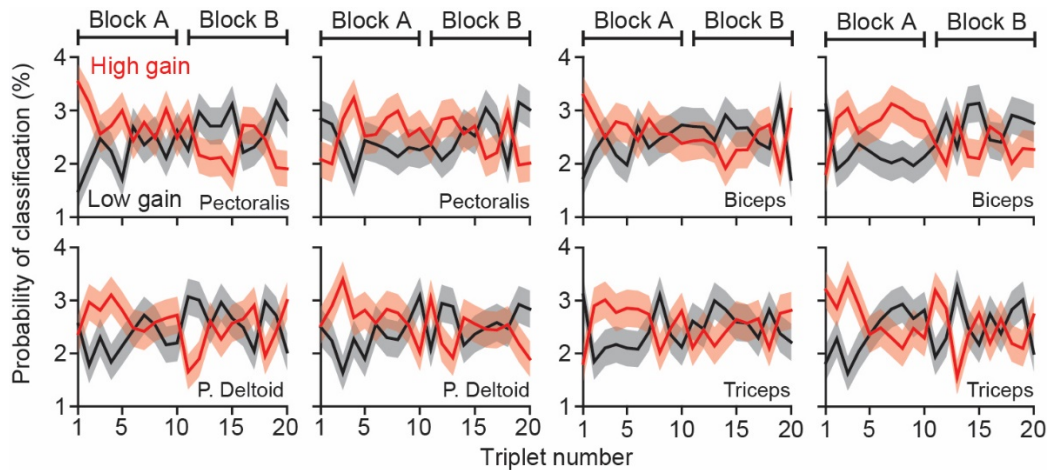 Block A Block B Block A Block B Block A Block B Block A Block B
Probability of classification (%)
4
3
2
1
High gain
Low gain
Pectoralis
Pectoralis
Biceps
Biceps
4
3
2
1
P. Deltoid
P. Deltoid
Triceps
Triceps
1 5 10 15 20 1 5 10 15 20 1 5 10 15 20 1 5 10 15 20
Triplet number